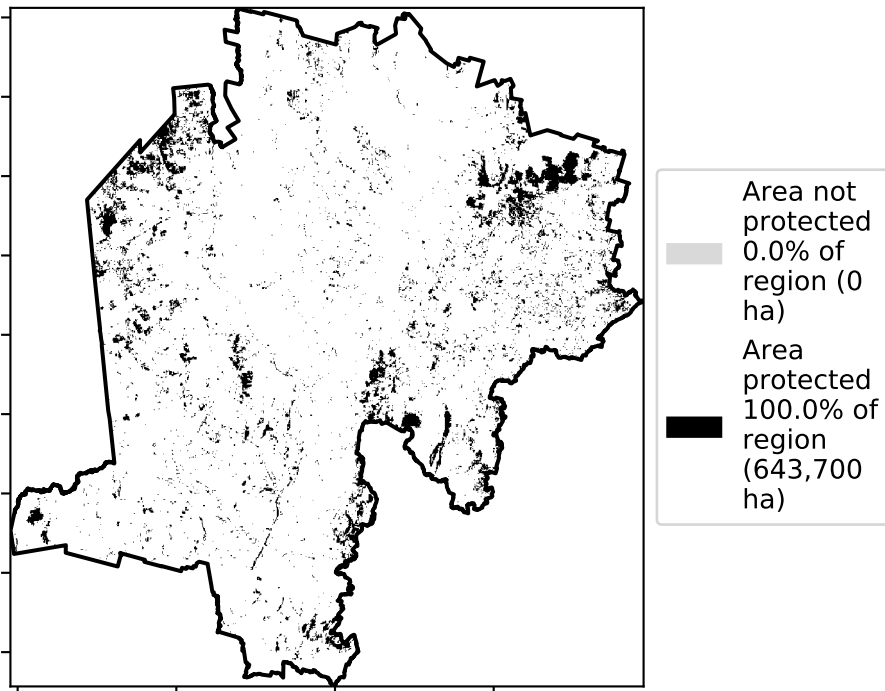 Area not
protected
0.0% of
region (0
ha)
Area
protected
100.0% of
region
(643,700
ha)